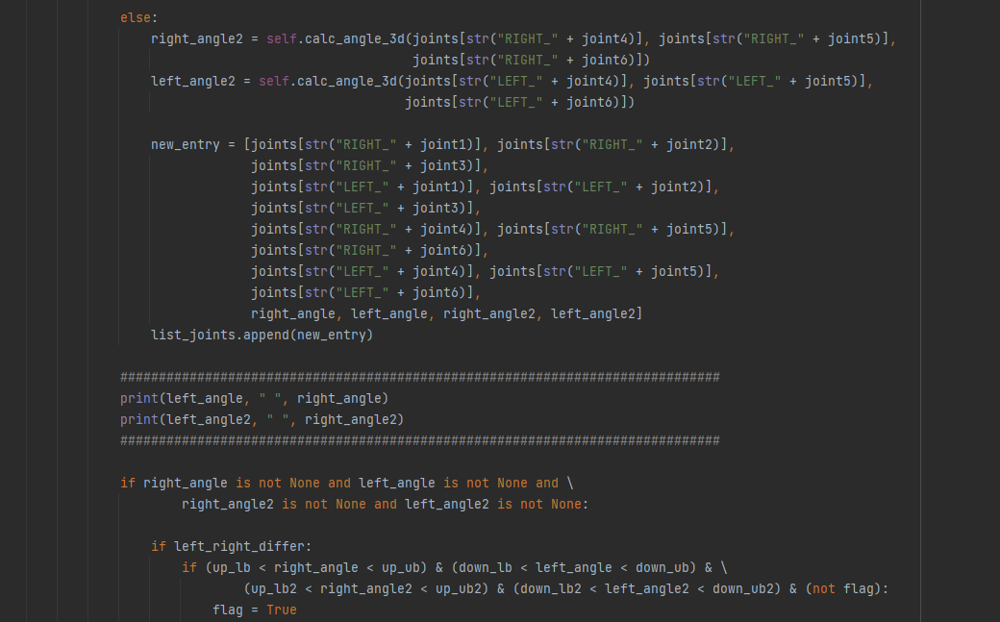 else:
right_angle2 = self.calc_angle_3d(joints[str("RIGHT_" + joint4)], joints[str("RIGHT_" + joint5)],
joints[str("RIGHT_" + joint6)])
left_angle2 = self.calc_angle_3d(joints[str("LEFT_" + joint4)], joints[str("LEFT_" + joint5)],
joints[str("LEFT_" + joint6)])
new_entry = [joints[str("RIGHT_" + joint1)], joints[str("RIGHT_" + joint2)],
joints[str("RIGHT_" + joint3)],
joints[str("LEFT_" + joint1)], joints[str("LEFT_" + joint2)],
joints[str("LEFT_" + joint3)],
joints[str("RIGHT_" + joint4)], joints[str("RIGHT_" + joint5)],
joints[str("RIGHT_" + joint6)],
joints[str("LEFT_" + joint4)], joints[str("LEFT_" + joint5)],
joints[str("LEFT_" + joint6)],
right_angle, left_angle, right_angle2, left_angle2]
list_joints.append(new_entry)
##############################################################################
print(left_angle, " ", right_angle)
print(left_angle2, " ", right_angle2)
##############################################################################
if right_angle is not None and left_angle is not None and \
right_angle2 is not None and left_angle2 is not None:
if left_right_differ:
if (up_lb < right_angle < up_ub) & (down_lb < left_angle < down_ub) & \
(up_lb2 < right_angle2 < up_ub2) & (down_lb2 < left_angle2 < down_ub2) & (not flag):
flag = True